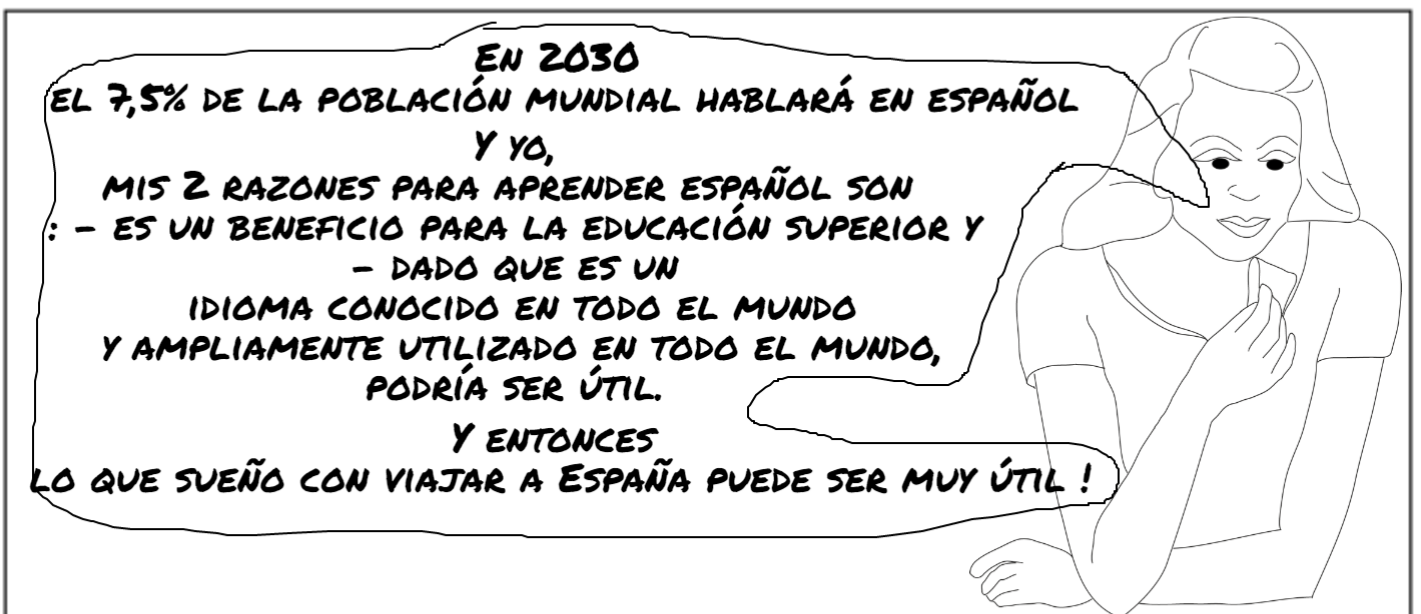 En 2030
el 7,5% de la población mundial hablará en español
Y yo,
mis 2 razones para aprender español son
: - es un beneficio para la educación superior y
- dado que es un
idioma conocido en todo el mundo
y ampliamente utilizado en todo el mundo,
podría ser útil.
Y entonces
lo que sueño con viajar a España puede ser muy útil !